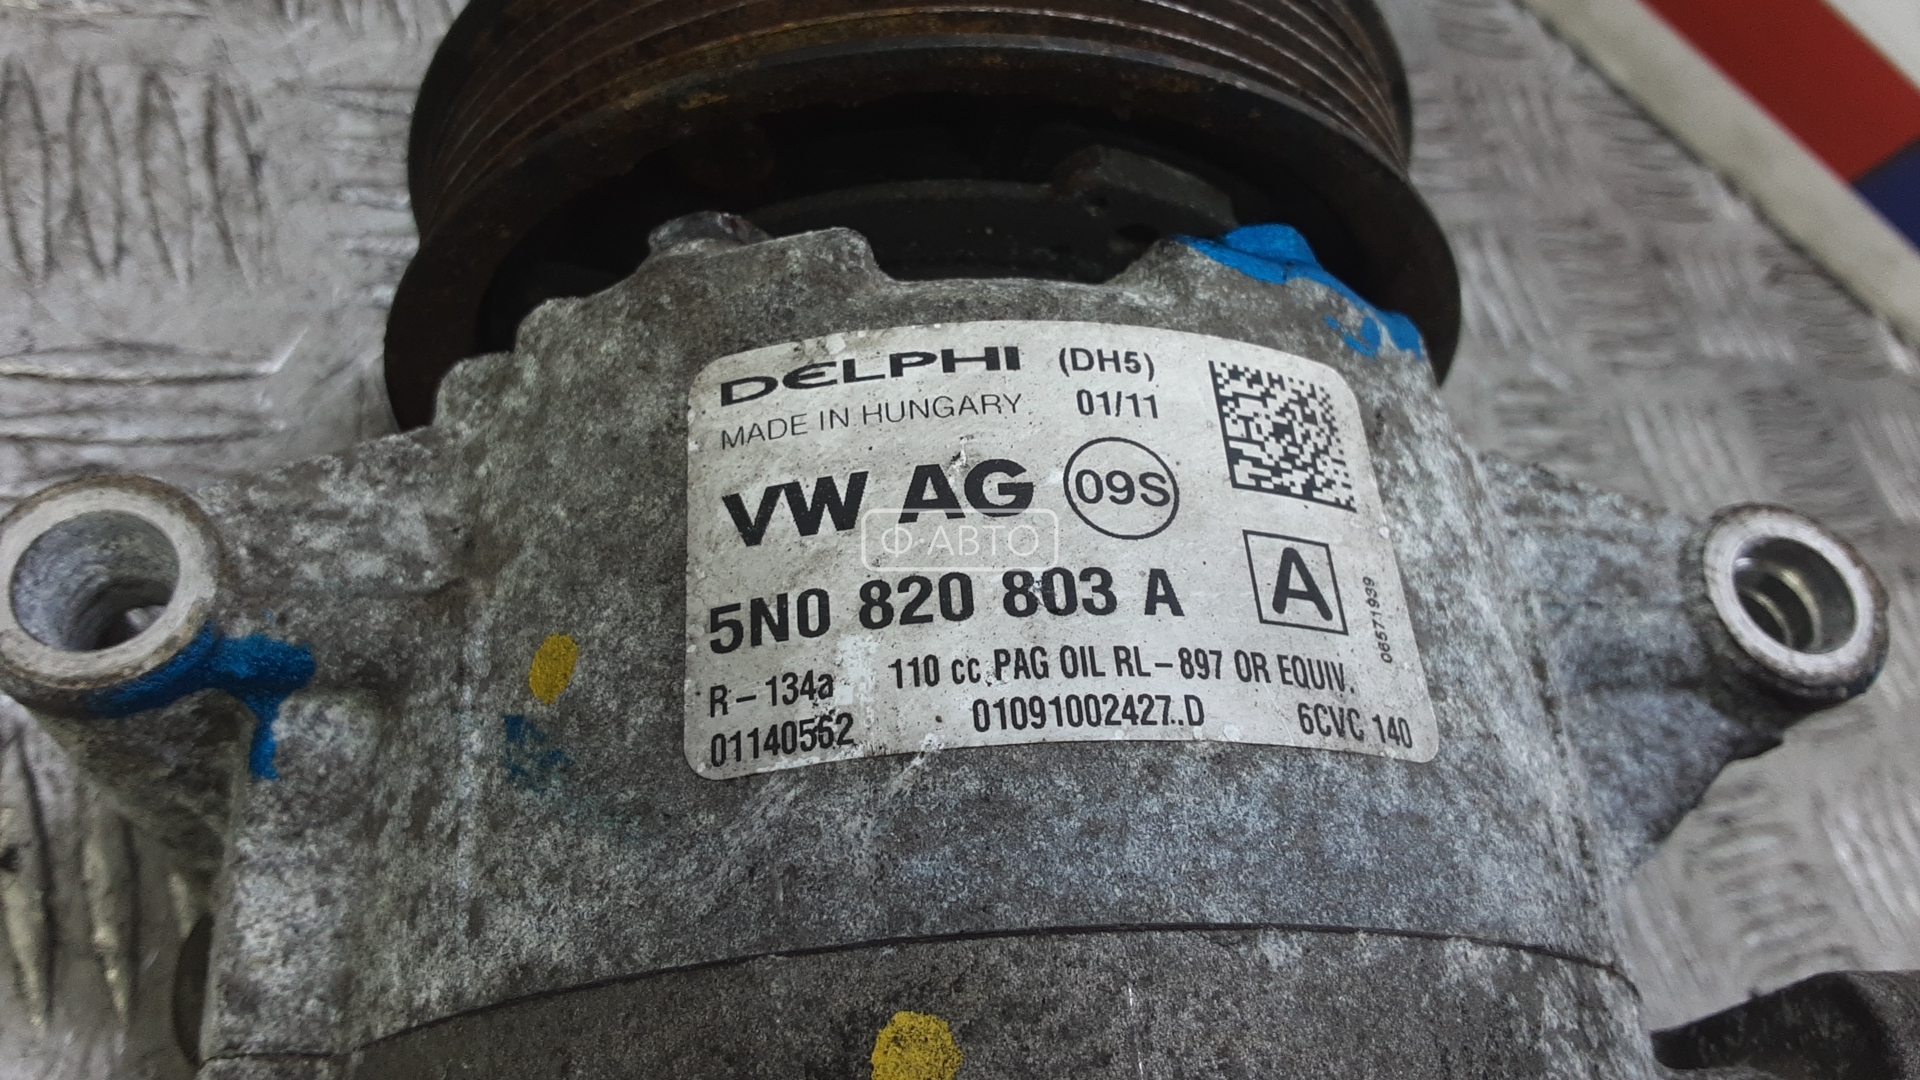 DELPHI (DH5)
MADE IN HUNGARY 01/11
VW AG 09S
Ф·АВТО
5N0 820 803 A A
06571939
R-134a 110 cc PAG OIL RL-897 OR EQUIV.
01140562 01091002427..D 6CVC 140